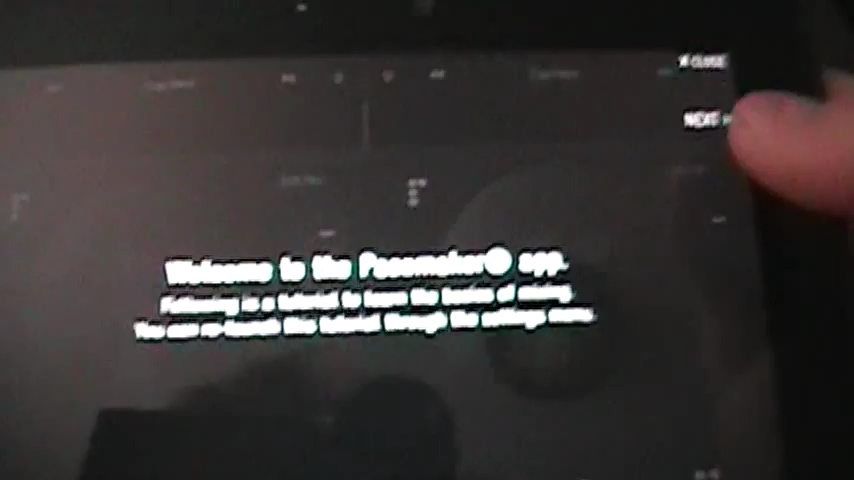 ✕ CLOSE
NEXT
Welcome to the Pacemaker® app.
Following is a tutorial to learn the basics of mixing.
You can re-launch this tutorial through the settings menu.